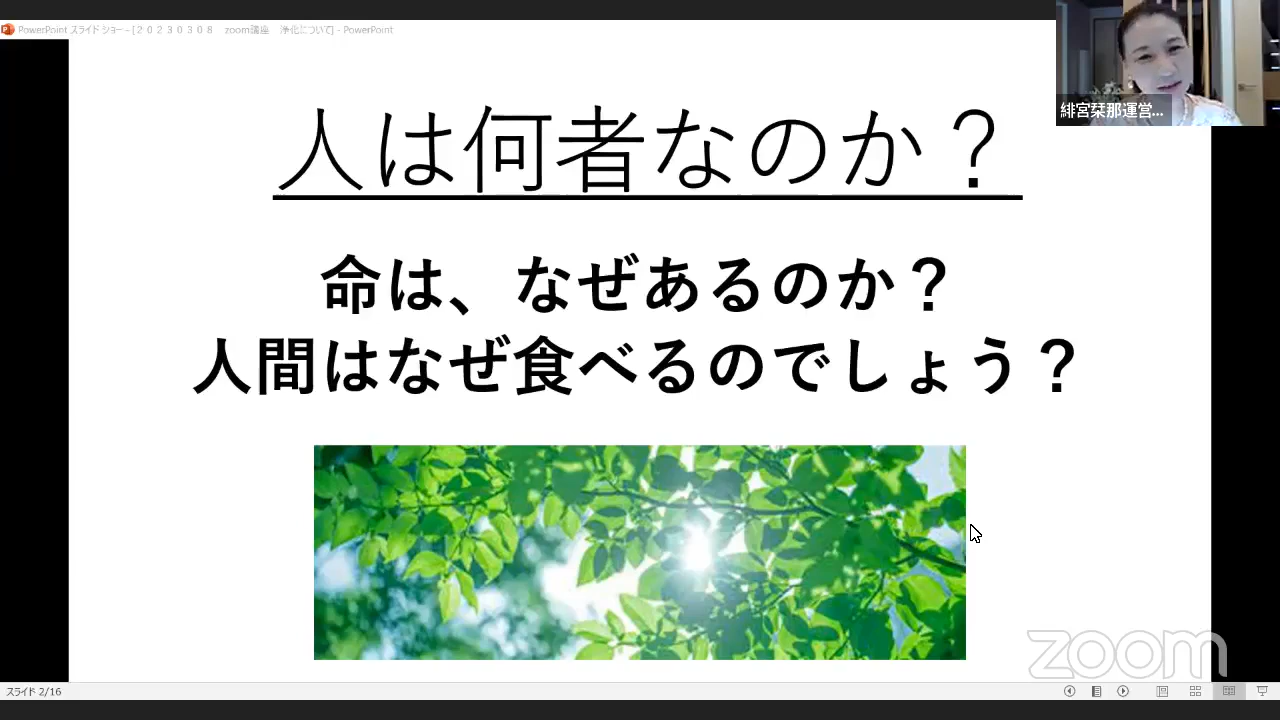 PowerPoint スライド ショー - [２０２３０３０８　zoom講座　浄化について] - PowerPoint
緋宮栞那運営...
人は何者なのか？
命は、なぜあるのか？
人間はなぜ食べるのでしょう？
zoom
スライド 2/16